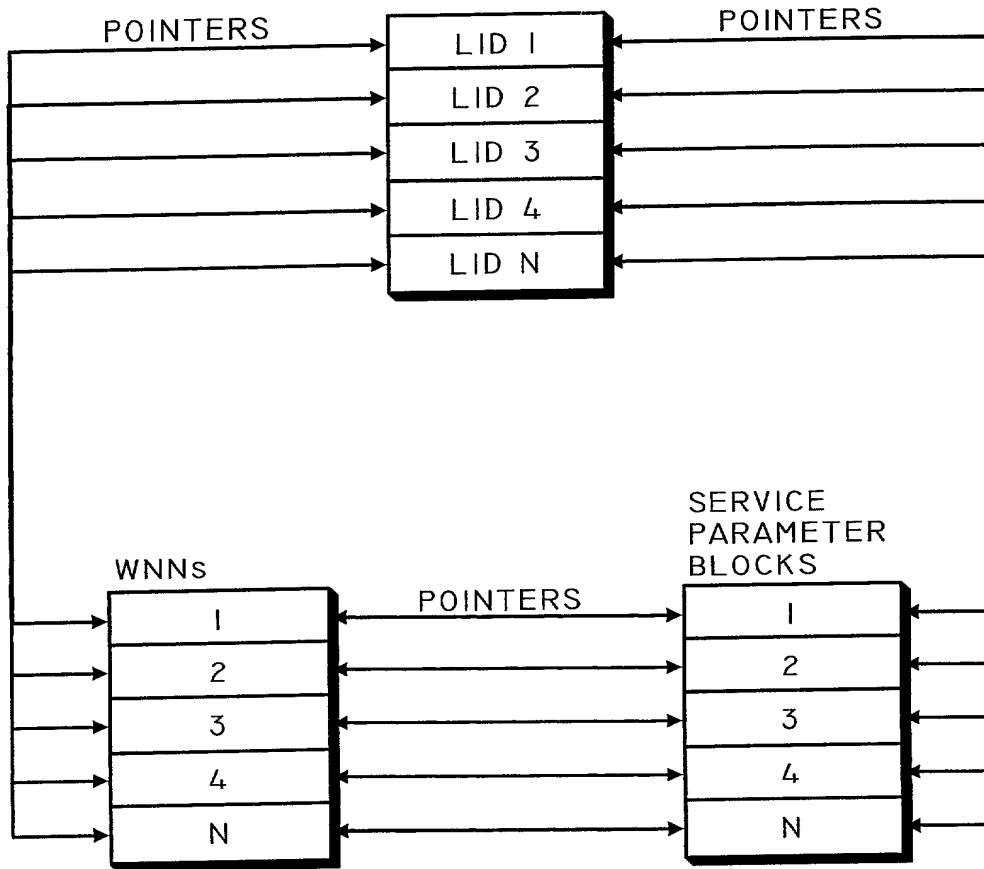 POINTERS
POINTERS
LID 1
LID 2
LID 3
LID 4
LID N
SERVICE
PARAMETER
BLOCKS
WNNs
POINTERS
1
2
3
4
N
1
2
3
4
N